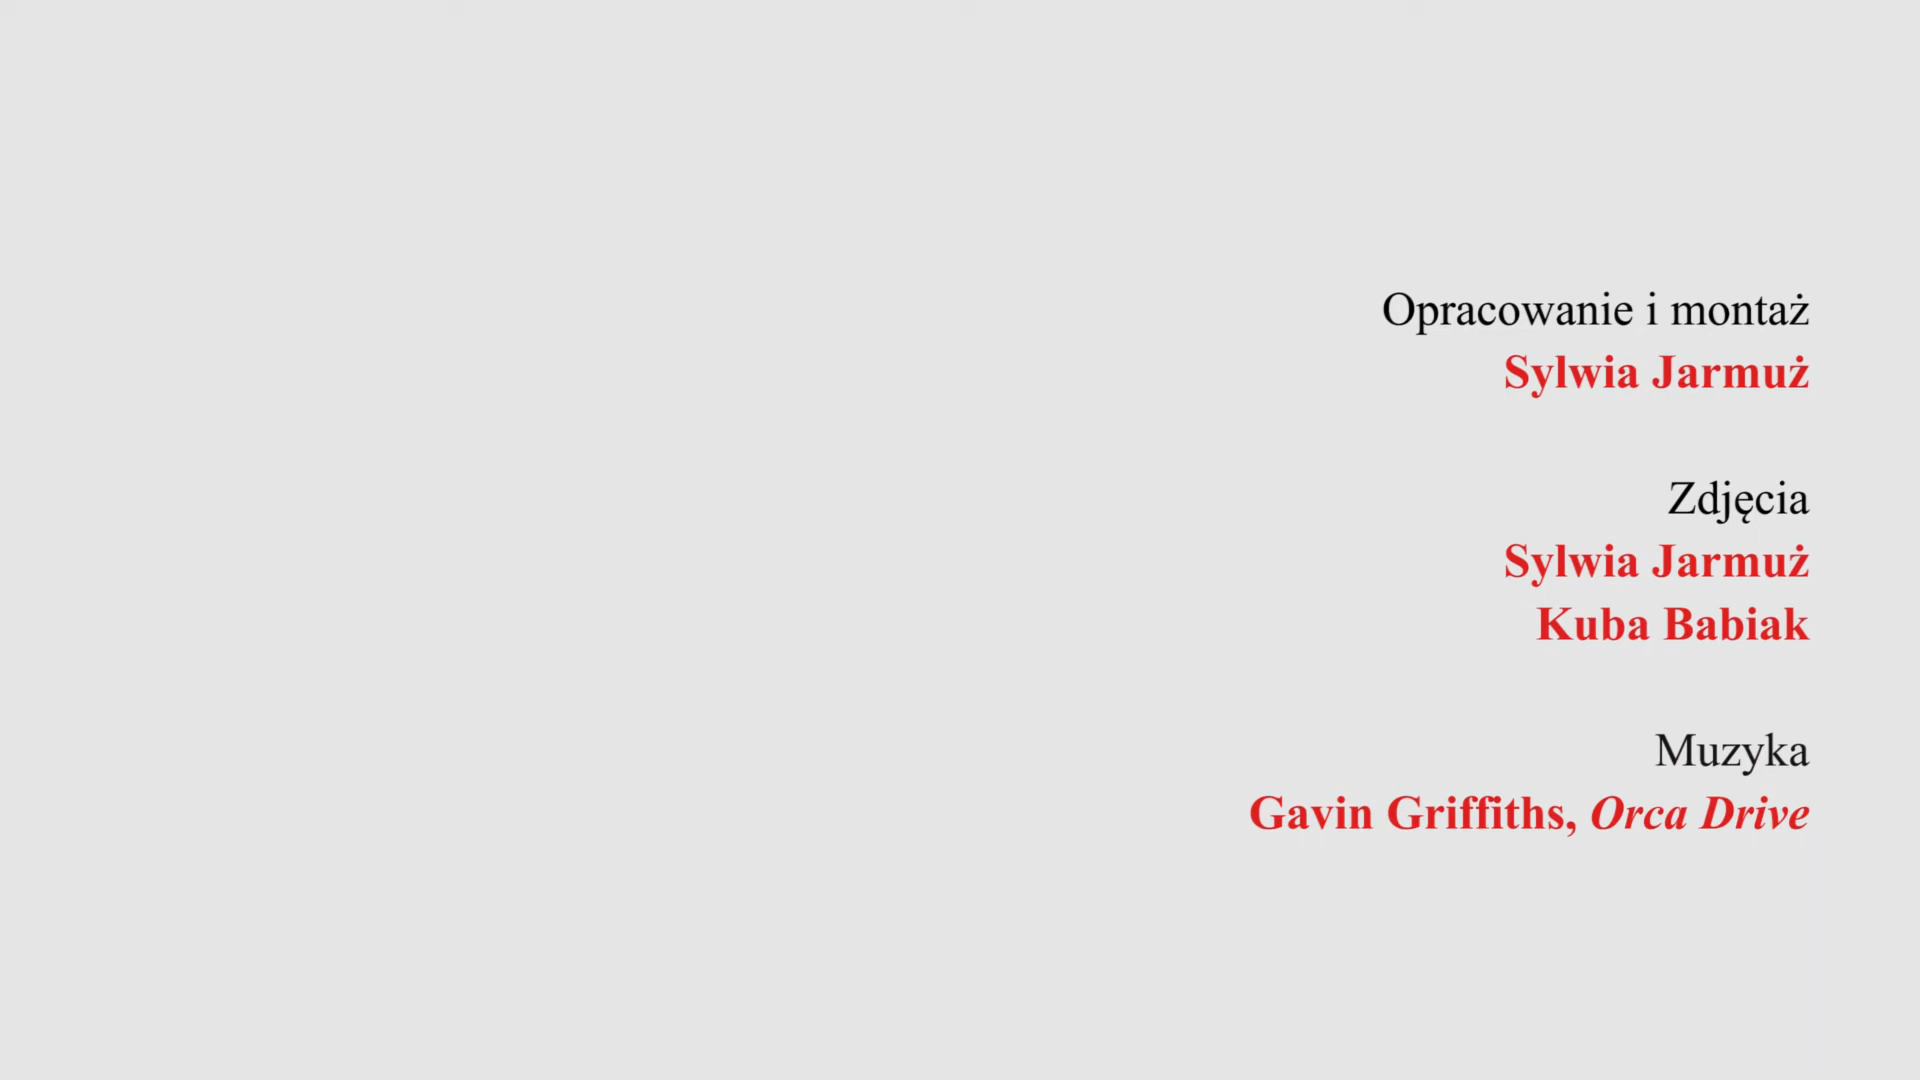 Opracowanie i montaż
Sylwia Jarmuż
Zdjęcia
Sylwia Jarmuż
Kuba Babiak
Muzyka
Gavin Griffiths, Orca Drive